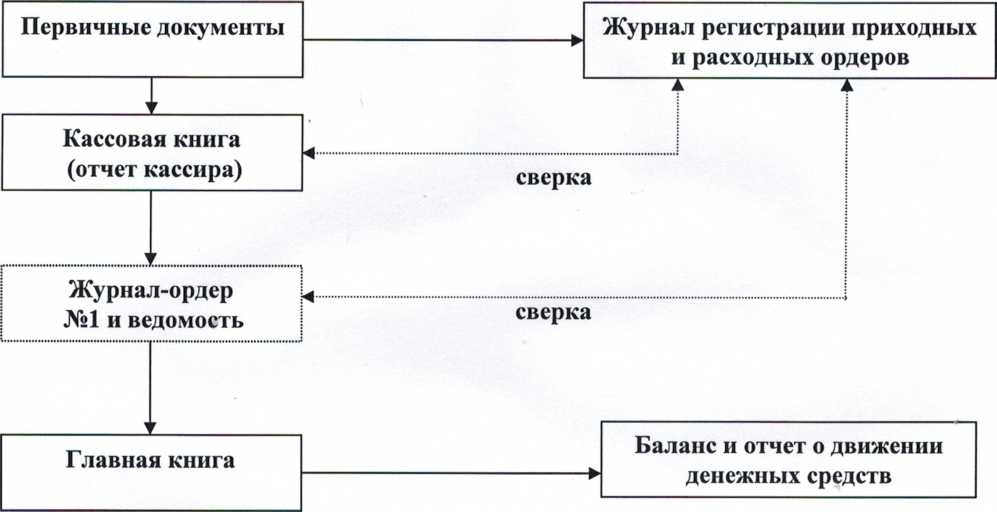 Первичные документы
Журнал регистрации приходных
и расходных ордеров
Кассовая книга
(отчет кассира)
сверка
Журнал-ордер
№1 и ведомость
сверка
Главная книга
Баланс и отчет о движении
денежных средств